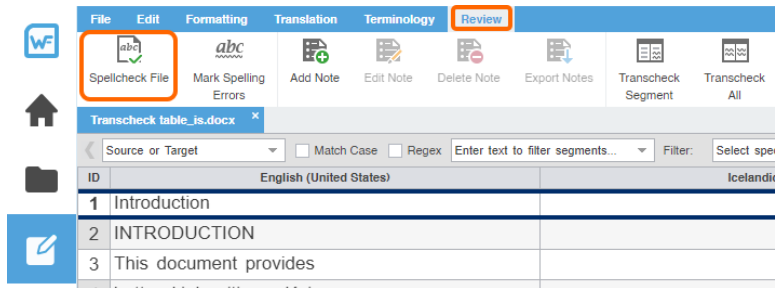 File Edit Formatting Translation Terminology Review
WF
abc abc
Spellcheck File Mark Spelling Errors Add Note Edit Note Delete Note Export Notes Transcheck Segment Transcheck All
Transcheck table_is.docx ×
Source or Target Match Case Regex Enter text to filter segments... Filter: Select spe
ID English (United States) Icelandic
1 Introduction
2 INTRODUCTION
3 This document provides